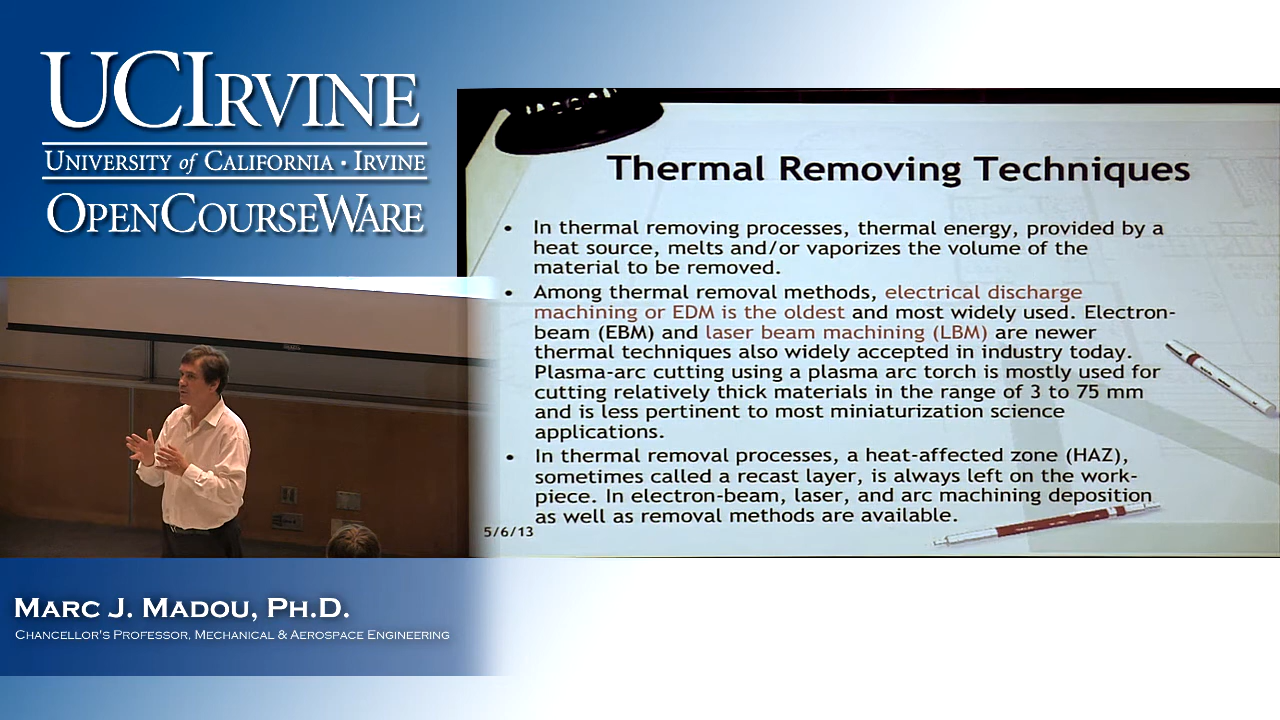 UCIRVINE
UNIVERSITY of CALIFORNIA · IRVINE
OPENCOURSEWARE
Thermal Removing Techniques
• In thermal removing processes, thermal energy, provided by a
heat source, melts and/or vaporizes the volume of the
material to be removed.
• Among thermal removal methods, electrical discharge
machining or EDM is the oldest and most widely used. Electron-
beam (EBM) and laser beam machining (LBM) are newer
thermal techniques also widely accepted in industry today.
Plasma-arc cutting using a plasma arc torch is mostly used for
cutting relatively thick materials in the range of 3 to 75 mm
and is less pertinent to most miniaturization science
applications.
• In thermal removal processes, a heat-affected zone (HAZ),
sometimes called a recast layer, is always left on the work-
piece. In electron-beam, laser, and arc machining deposition
as well as removal methods are available.
5/6/13
MARC J. MADOU, PH.D.
CHANCELLOR'S PROFESSOR, MECHANICAL & AEROSPACE ENGINEERING